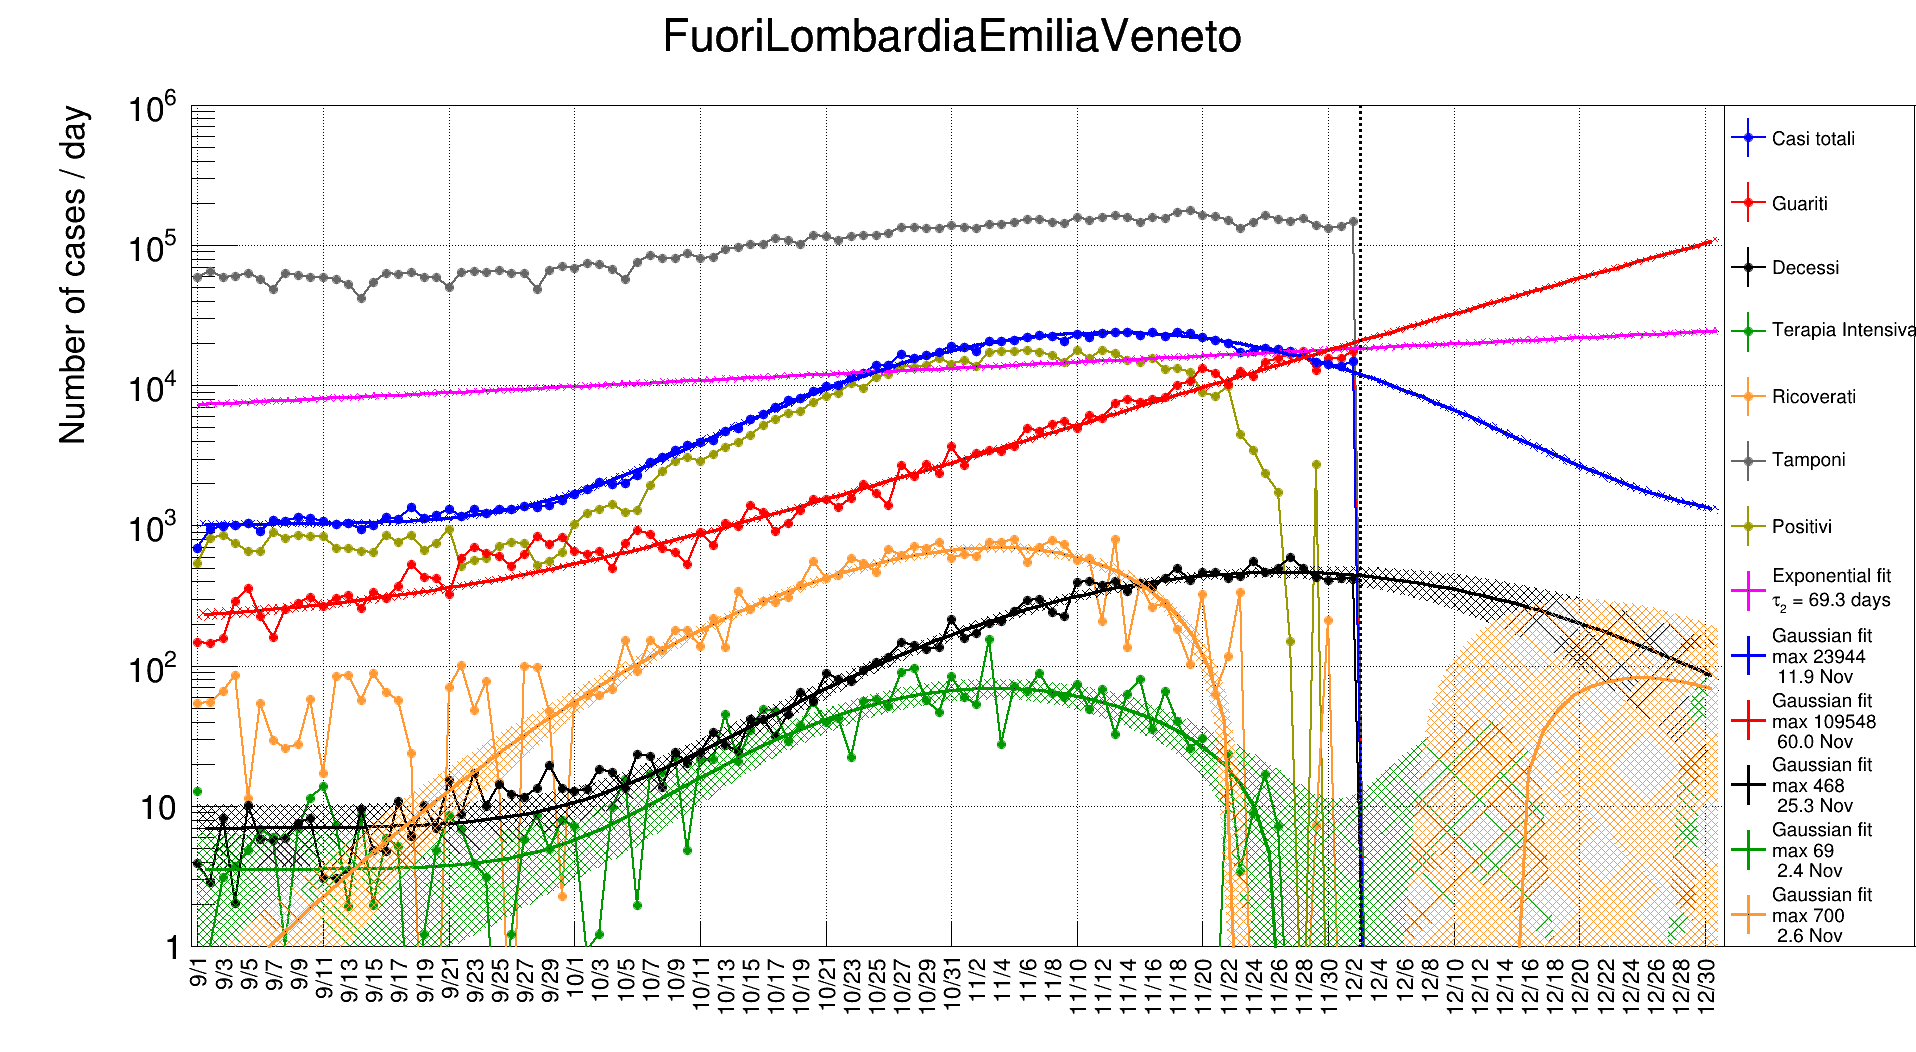 FuoriLombardiaEmiliaVeneto
Number of cases / day
10^6
10^5
10^4
10^3
10^2
10
1
9/1 9/3 9/5 9/7 9/9 9/11 9/13 9/15 9/17 9/19 9/21 9/23 9/25 9/27 9/29 10/1 10/3 10/5 10/7 10/9 10/11 10/13 10/15 10/17 10/19 10/21 10/23 10/25 10/27 10/29 10/31 11/2 11/4 11/6 11/8 11/10 11/12 11/14 11/16 11/18 11/20 11/22 11/24 11/26 11/28 11/30 12/2 12/4 12/6 12/8 12/10 12/12 12/14 12/16 12/18 12/20 12/22 12/24 12/26 12/28 12/30
Casi totali
Guariti
Decessi
Terapia Intensiva
Ricoverati
Tamponi
Positivi
Exponential fit
τ2 = 69.3 days
Gaussian fit
max 23944
11.9 Nov
Gaussian fit
max 109548
60.0 Nov
Gaussian fit
max 468
25.3 Nov
Gaussian fit
max 69
2.4 Nov
Gaussian fit
max 700
2.6 Nov